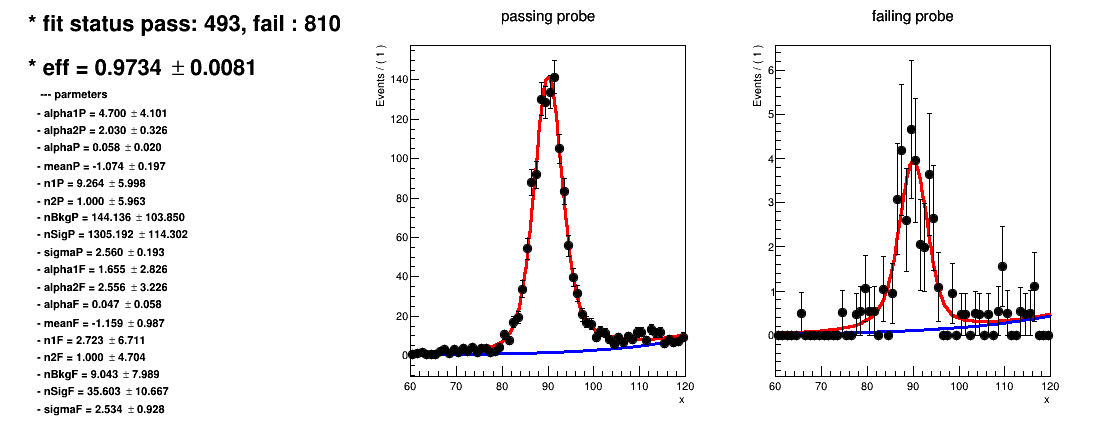 * fit status pass: 493, fail : 810
* eff = 0.9734 ± 0.0081
--- parmeters
- alpha1P = 4.700 ± 4.101
- alpha2P = 2.030 ± 0.326
- alphaP = 0.058 ± 0.020
- meanP = -1.074 ± 0.197
- n1P = 9.264 ± 5.998
- n2P = 1.000 ± 5.963
- nBkgP = 144.136 ± 103.850
- nSigP = 1305.192 ± 114.302
- sigmaP = 2.560 ± 0.193
- alpha1F = 1.655 ± 2.826
- alpha2F = 2.556 ± 3.226
- alphaF = 0.047 ± 0.058
- meanF = -1.159 ± 0.987
- n1F = 2.723 ± 6.711
- n2F = 1.000 ± 4.704
- nBkgF = 9.043 ± 7.989
- nSigF = 35.603 ± 10.667
- sigmaF = 2.534 ± 0.928
passing probe
Events / ( 1 )
140
120
100
80
60
40
20
0
60 70 80 90 100 110 120
x
failing probe
Events / ( 1 )
6
5
4
3
2
1
0
60 70 80 90 100 110 120
x